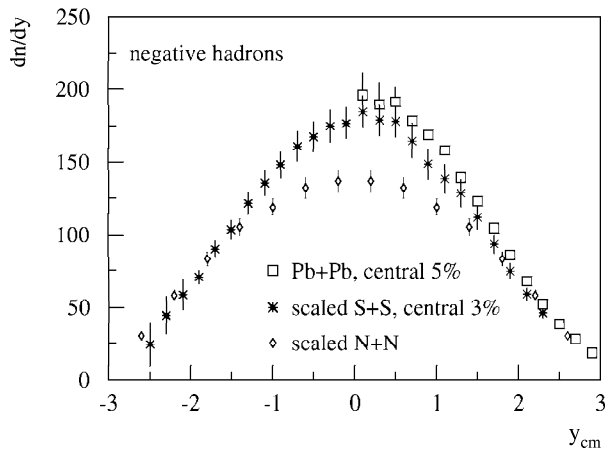 dn/dy
250
200
150
100
50
0
negative hadrons
Pb+Pb, central 5%
scaled S+S, central 3%
scaled N+N
-3 -2 -1 0 1 2 3
y_cm